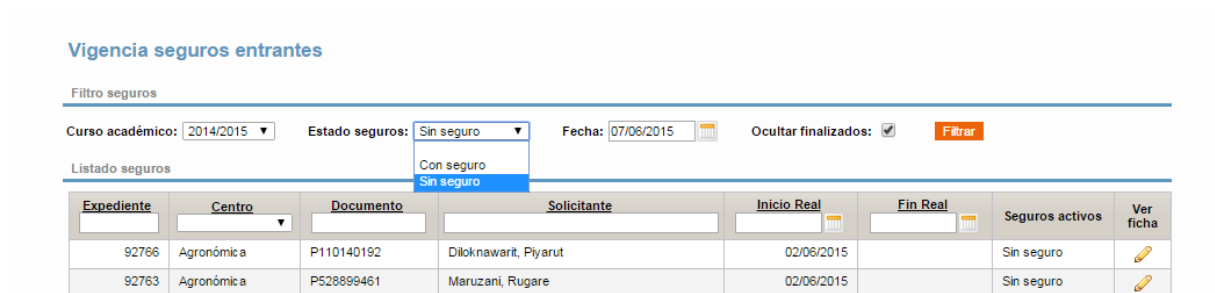 Vigencia seguros entrantes
Filtro seguros
Curso académico: 2014/2015 Estado seguros: Sin seguro Fecha: 07/06/2015 Ocultar finalizados: Filtrar
Con seguro
Sin seguro
Listado seguros
Expediente Centro Documento Solicitante Inicio Real Fin Real Seguros activos Ver ficha
92766 Agronómica P110140192 Diloknawarit, Piyarut 02/06/2015 Sin seguro
92763 Agronómica P528899461 Maruzani, Rugare 02/06/2015 Sin seguro